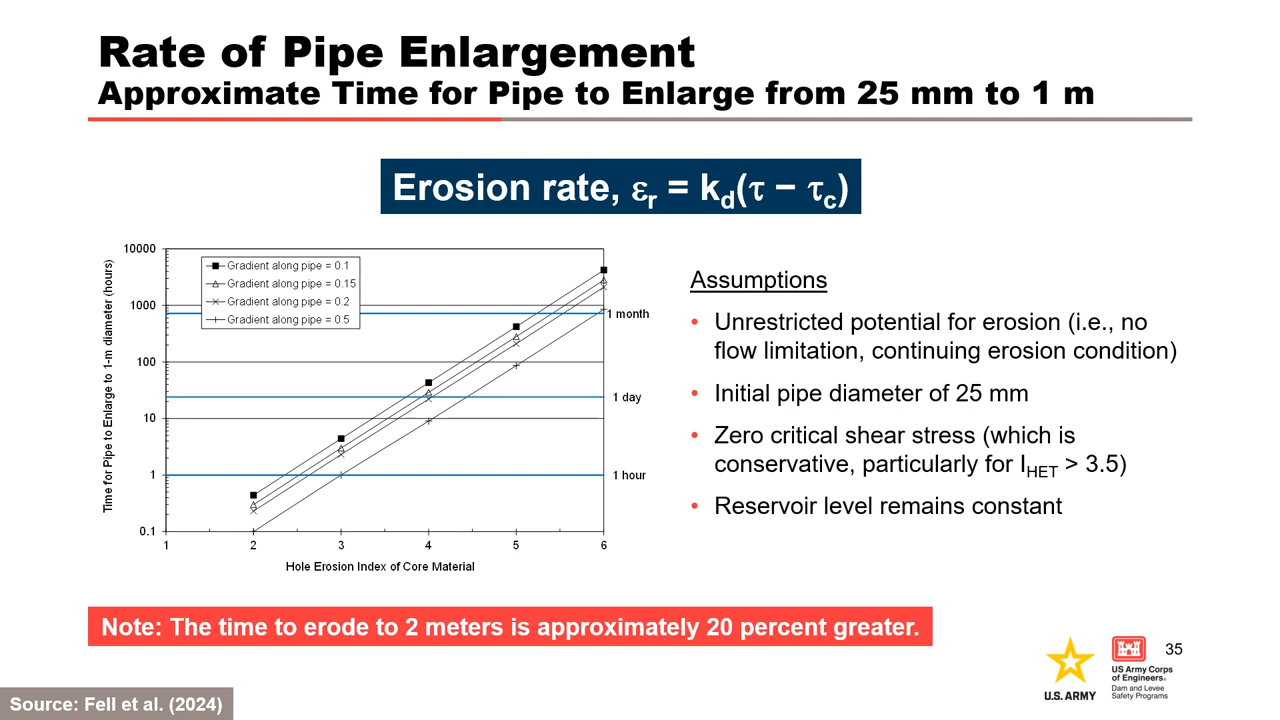 Rate of Pipe Enlargement
Approximate Time for Pipe to Enlarge from 25 mm to 1 m
Erosion rate, εr = kd(τ − τc)
Time for Pipe to Enlarge to 1-m diameter (hours)
10000
1000
100
10
1
0.1
Gradient along pipe = 0.1
Gradient along pipe = 0.15
Gradient along pipe = 0.2
Gradient along pipe = 0.5
1 month
1 day
1 hour
1 2 3 4 5 6
Hole Erosion Index of Core Material
Assumptions
• Unrestricted potential for erosion (i.e., no
flow limitation, continuing erosion condition)
• Initial pipe diameter of 25 mm
• Zero critical shear stress (which is
conservative, particularly for IHET > 3.5)
• Reservoir level remains constant
Note: The time to erode to 2 meters is approximately 20 percent greater.
Source: Fell et al. (2024)
U.S. ARMY
US Army Corps
of Engineers®
Dam and Levee
Safety Programs
35